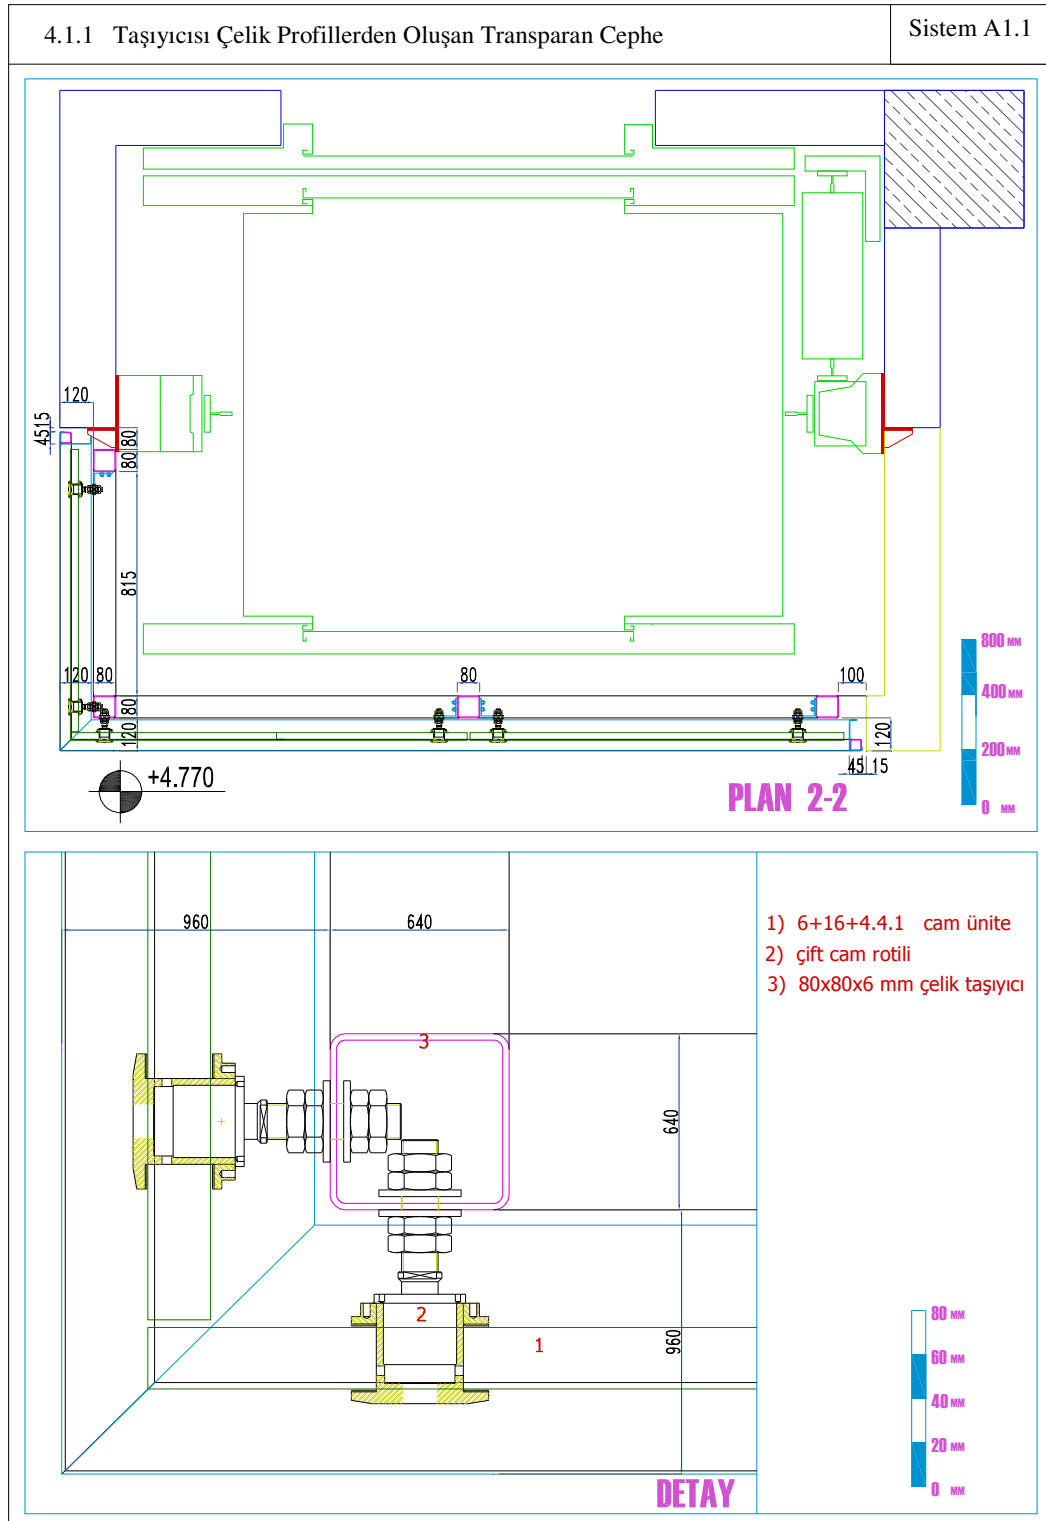 4.1.1 Taşıyıcısı Çelik Profillerden Oluşan Transparan Cephe
Sistem A1.1
120
4515
80
80
815
120 80
80
120
80
100
120
45 15
+4.770
PLAN 2-2
800 MM
400 MM
200 MM
0 MM
960
640
1) 6+16+4.4.1 cam ünite
2) çift cam rotili
3) 80x80x6 mm çelik taşıyıcı
3
640
2
1
960
80 MM
60 MM
40 MM
20 MM
0 MM
DETAY